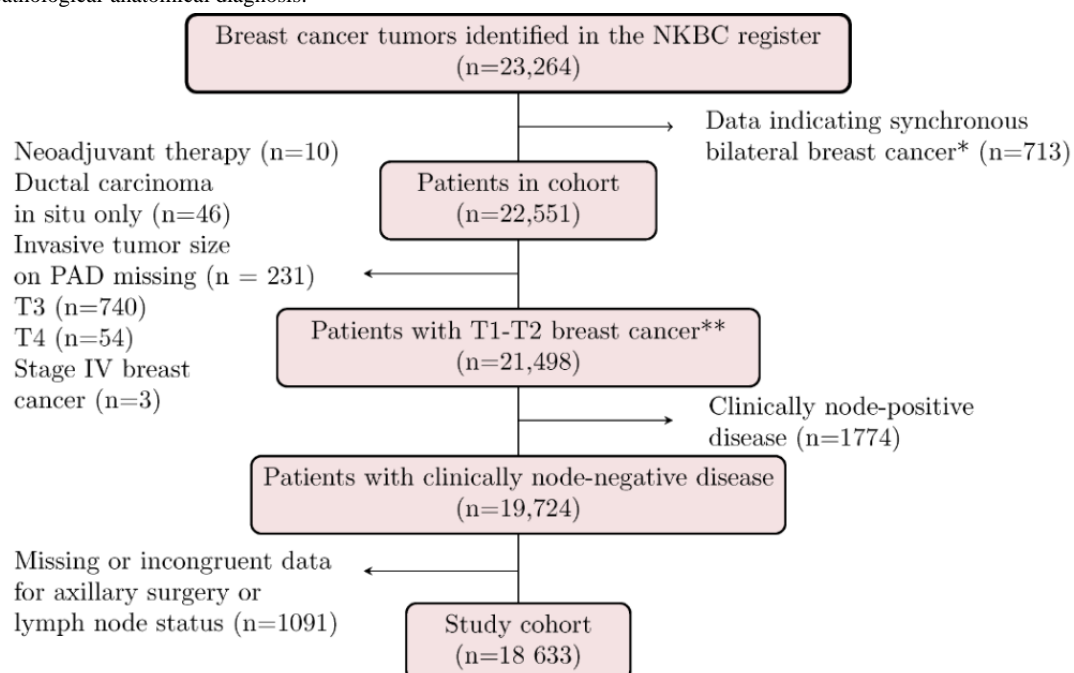 pathological anatomical diagnosis.
Breast cancer tumors identified in the NKBC register
(n=23,264)
Data indicating synchronous
bilateral breast cancer* (n=713)
Neoadjuvant therapy (n=10)
Ductal carcinoma
in situ only (n=46)
Invasive tumor size
on PAD missing (n = 231)
T3 (n=740)
T4 (n=54)
Stage IV breast
cancer (n=3)
Patients in cohort
(n=22,551)
Patients with T1-T2 breast cancer**
(n=21,498)
Clinically node-positive
disease (n=1774)
Patients with clinically node-negative disease
(n=19,724)
Missing or incongruent data
for axillary surgery or
lymph node status (n=1091)
Study cohort
(n=18 633)